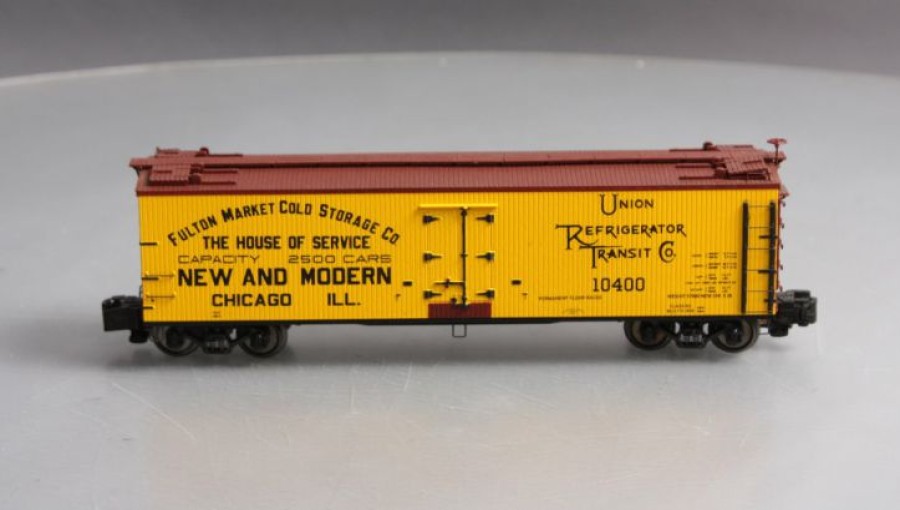 FULTON MARKET COLD STORAGE CO.
THE HOUSE OF SERVICE
CAPACITY 2500 CARS
NEW AND MODERN
CHICAGO ILL.
UNION
REFRIGERATOR
TRANSIT CO.
10400